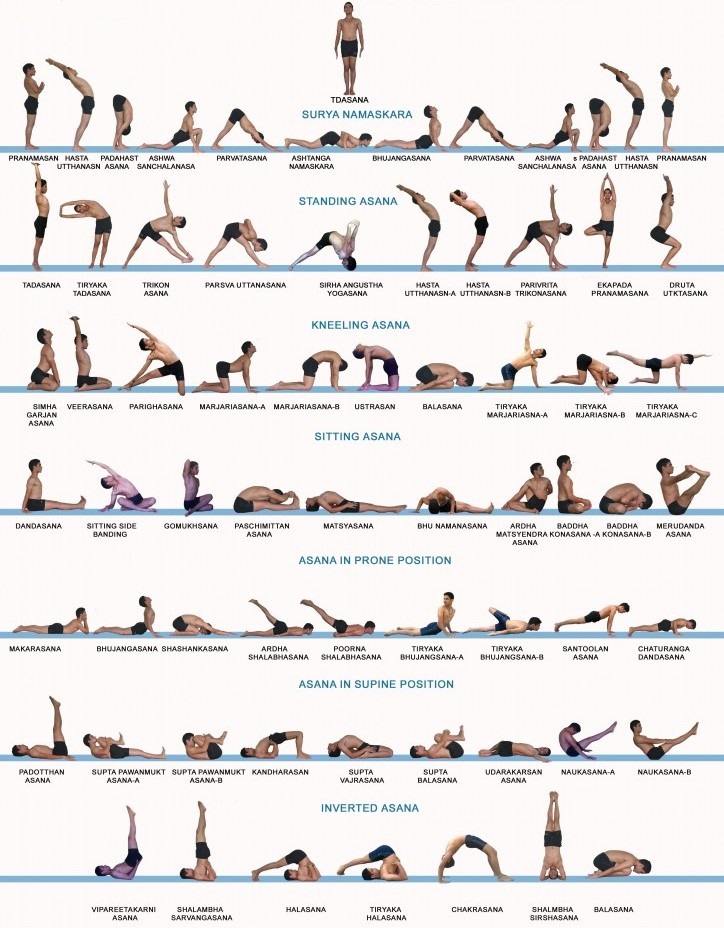 TDASANA
SURYA NAMASKARA
PRANAMASAN HASTA PADAHAST ASHWA PARVATASANA ASHTANGA BHUJANGASANA PARVATASANA ASHWA s PADAHAST HASTA PRANAMASAN
UTTHANASN ASANA SANCHALANASA NAMASKARA SANCHALANASA ASANA UTTHANASN
STANDING ASANA
TADASANA TIRYAKA TRIKON PARSVA UTTANASANA SIRHA ANGUSTHA HASTA HASTA PARIVRITA EKAPADA DRUTA
TADASANA ASANA YOGASANA UTTHANASN-A UTTHANASN-B TRIKONASANA PRANAMASANA UTKTASANA
KNEELING ASANA
SIMHA VEERASANA PARIGHASANA MARJARIASANA-A MARJARIASANA-B USTRASAN BALASANA TIRYAKA TIRYAKA TIRYAKA
GARJAN MARJARIASNA-A MARJARIASNA-B MARJARIASNA-C
ASANA
SITTING ASANA
DANDASANA SITTING SIDE GOMUKHSANA PASCHIMITTAN MATSYASANA BHU NAMANASANA ARDHA BADDHA BADDHA MERUDANDA
BANDING ASANA MATSYENDRA KONASANA -A KONASANA-B ASANA
ASANA
ASANA IN PRONE POSITION
MAKARASANA BHUJANGASANA SHASHANKASANA ARDHA POORNA TIRYAKA TIRYAKA SANTOOLAN CHATURANGA
SHALABHASANA SHALABHASANA BHUJANGSANA-A BHUJANGSANA-B ASANA DANDASANA
ASANA IN SUPINE POSITION
PADOTTHAN SUPTA PAWANMUKT SUPTA PAWANMUKT KANDHARASAN SUPTA SUPTA UDARAKARSAN NAUKASANA-A NAUKASANA-B
ASANA ASANA-A ASANA-B VAJRASANA BALASANA ASANA
INVERTED ASANA
VIPAREETAKARNI SHALAMBHA HALASANA TIRYAKA CHAKRASANA SHALMBHA BALASANA
ASANA SARVANGASANA HALASANA SIRSHASANA